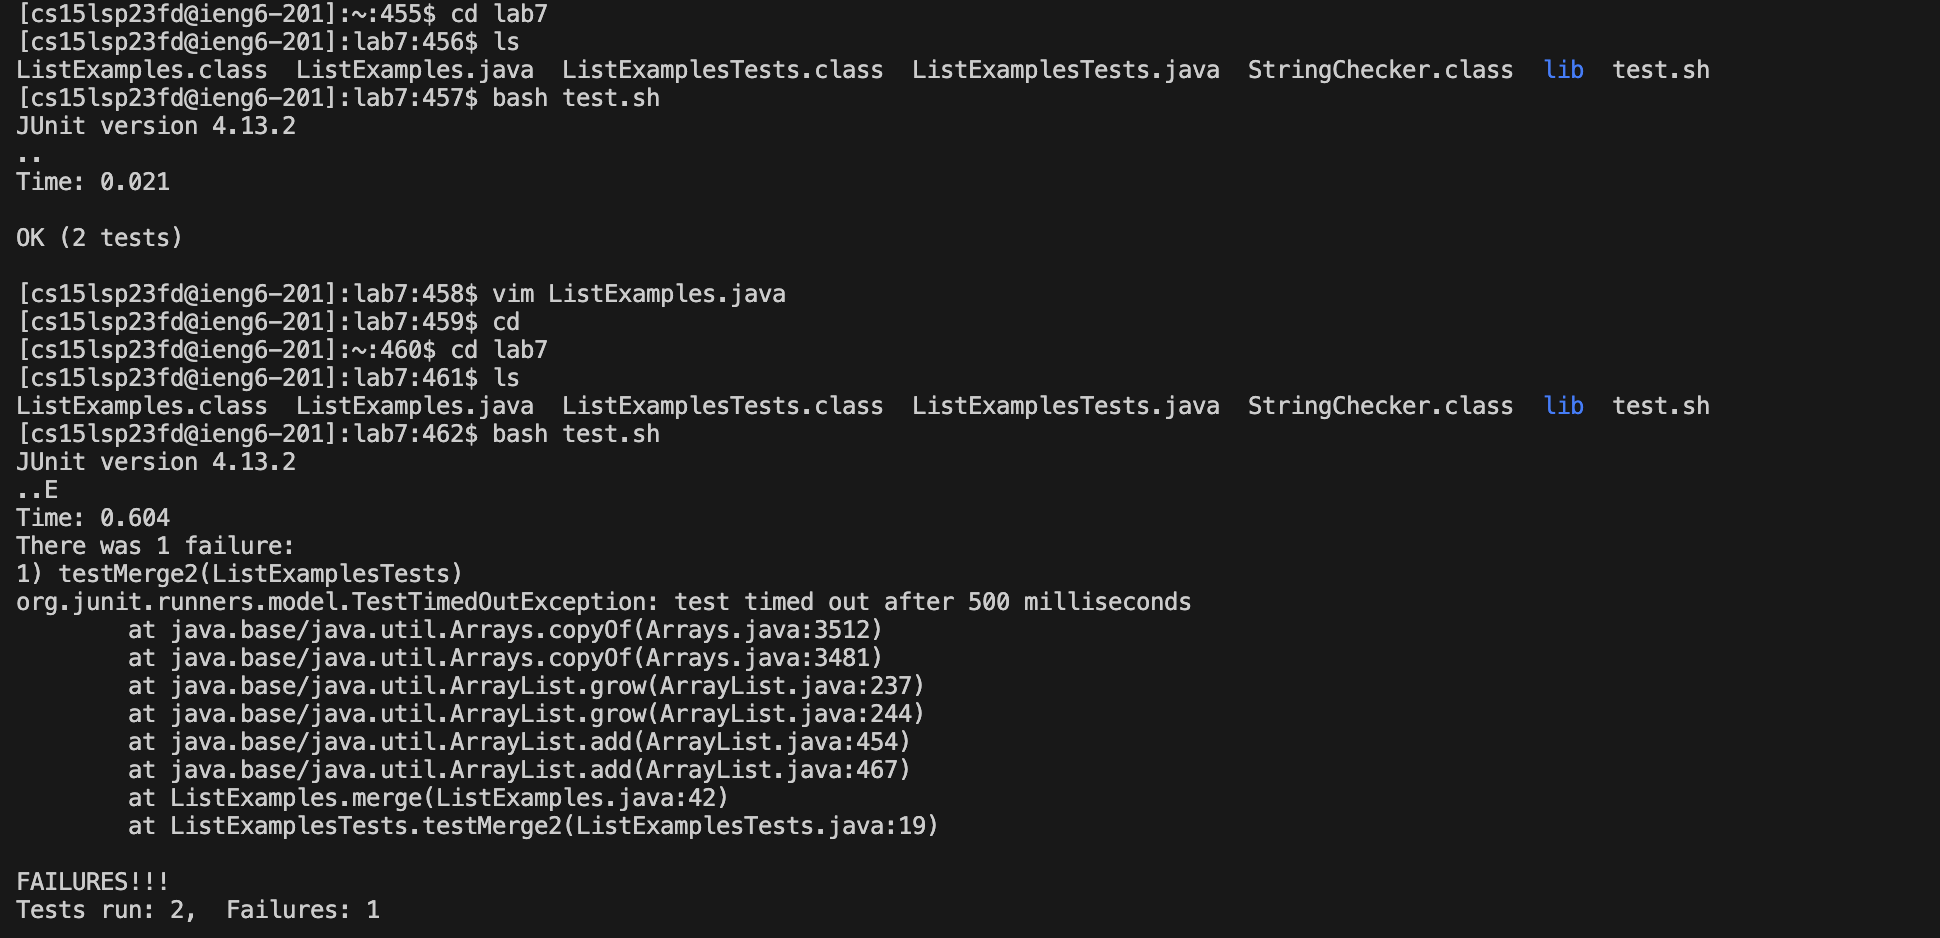 [cs15lsp23fd@ieng6-201]:~:455$ cd lab7
[cs15lsp23fd@ieng6-201]:lab7:456$ ls
ListExamples.class  ListExamples.java  ListExamplesTests.class  ListExamplesTests.java  StringChecker.class  lib  test.sh
[cs15lsp23fd@ieng6-201]:lab7:457$ bash test.sh
JUnit version 4.13.2
..
Time: 0.021
OK (2 tests)
[cs15lsp23fd@ieng6-201]:lab7:458$ vim ListExamples.java
[cs15lsp23fd@ieng6-201]:lab7:459$ cd
[cs15lsp23fd@ieng6-201]:~:460$ cd lab7
[cs15lsp23fd@ieng6-201]:lab7:461$ ls
ListExamples.class  ListExamples.java  ListExamplesTests.class  ListExamplesTests.java  StringChecker.class  lib  test.sh
[cs15lsp23fd@ieng6-201]:lab7:462$ bash test.sh
JUnit version 4.13.2
..E
Time: 0.604
There was 1 failure:
1) testMerge2(ListExamplesTests)
org.junit.runners.model.TestTimedOutException: test timed out after 500 milliseconds
        at java.base/java.util.Arrays.copyOf(Arrays.java:3512)
        at java.base/java.util.Arrays.copyOf(Arrays.java:3481)
        at java.base/java.util.ArrayList.grow(ArrayList.java:237)
        at java.base/java.util.ArrayList.grow(ArrayList.java:244)
        at java.base/java.util.ArrayList.add(ArrayList.java:454)
        at java.base/java.util.ArrayList.add(ArrayList.java:467)
        at ListExamples.merge(ListExamples.java:42)
        at ListExamplesTests.testMerge2(ListExamplesTests.java:19)
FAILURES!!!
Tests run: 2,  Failures: 1